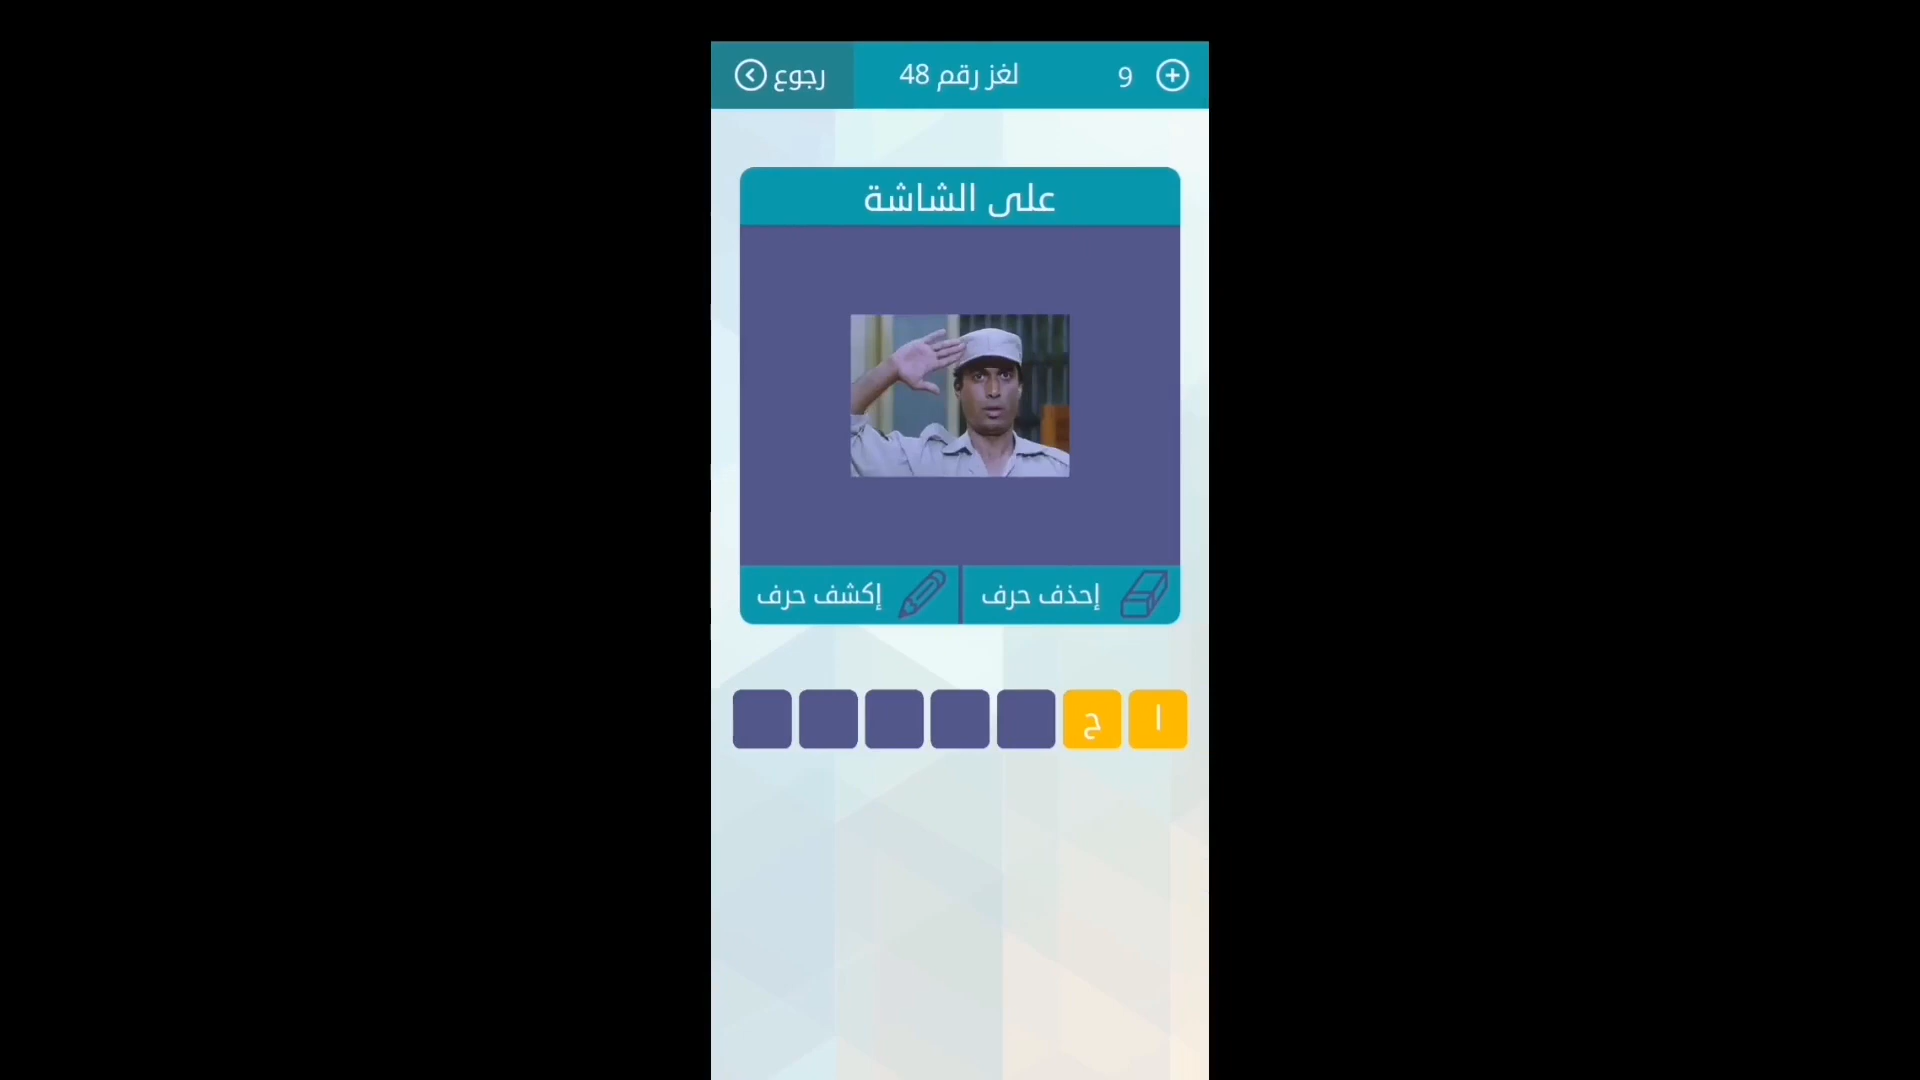 رجوع لغز رقم 48 9
على الشاشة
إحذف حرف إكشف حرف
ا ح